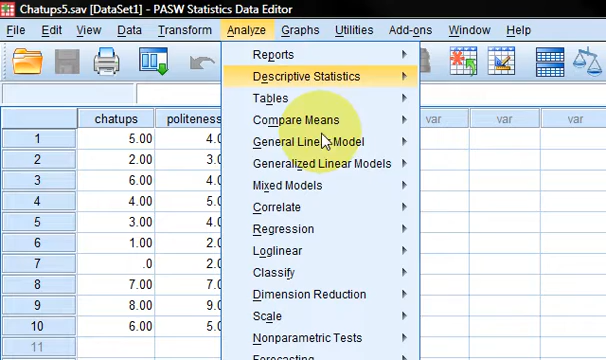 Chatups5.sav [DataSet1] - PASW Statistics Data Editor
File Edit View Data Transform Analyze Graphs Utilities Add-ons Window Help
Reports
Descriptive Statistics
Tables
Compare Means
General Linear Model
Generalized Linear Models
Mixed Models
Correlate
Regression
Loglinear
Classify
Dimension Reduction
Scale
Nonparametric Tests
Forecasting
chatups politeness var var var
1 5.00 4.0
2 2.00 3.0
3 6.00 4.0
4 4.00 5.0
5 3.00 4.0
6 1.00 2.0
7 .0 2.0
8 7.00 7.0
9 8.00 9.0
10 6.00 5.0
11